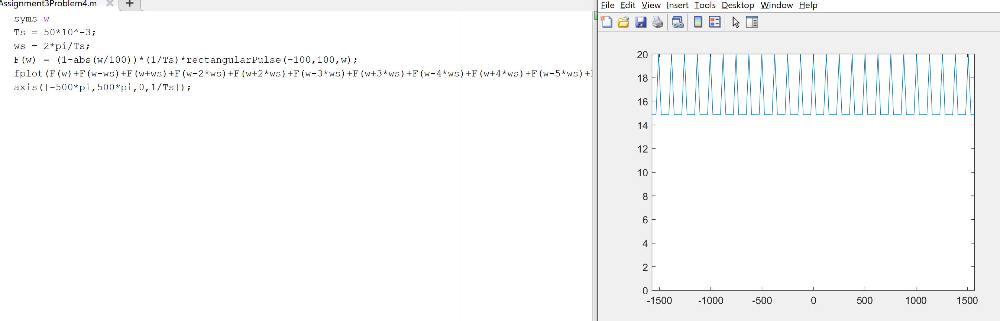 Assignment3Problem4.m
syms w
Ts = 50*10^-3;
ws = 2*pi/Ts;
F(w) = (1-abs(w/100))*(1/Ts)*rectangularPulse(-100,100,w);
fplot(F(w)+F(w-ws)+F(w+ws)+F(w-2*ws)+F(w+2*ws)+F(w-3*ws)+F(w+3*ws)+F(w-4*ws)+F(w+4*ws)+F(w-5*ws)+
axis([-500*pi,500*pi,0,1/Ts]);
File Edit View Insert Tools Desktop Window Help
20
18
16
14
12
10
8
6
4
2
0
-1500 -1000 -500 0 500 1000 1500